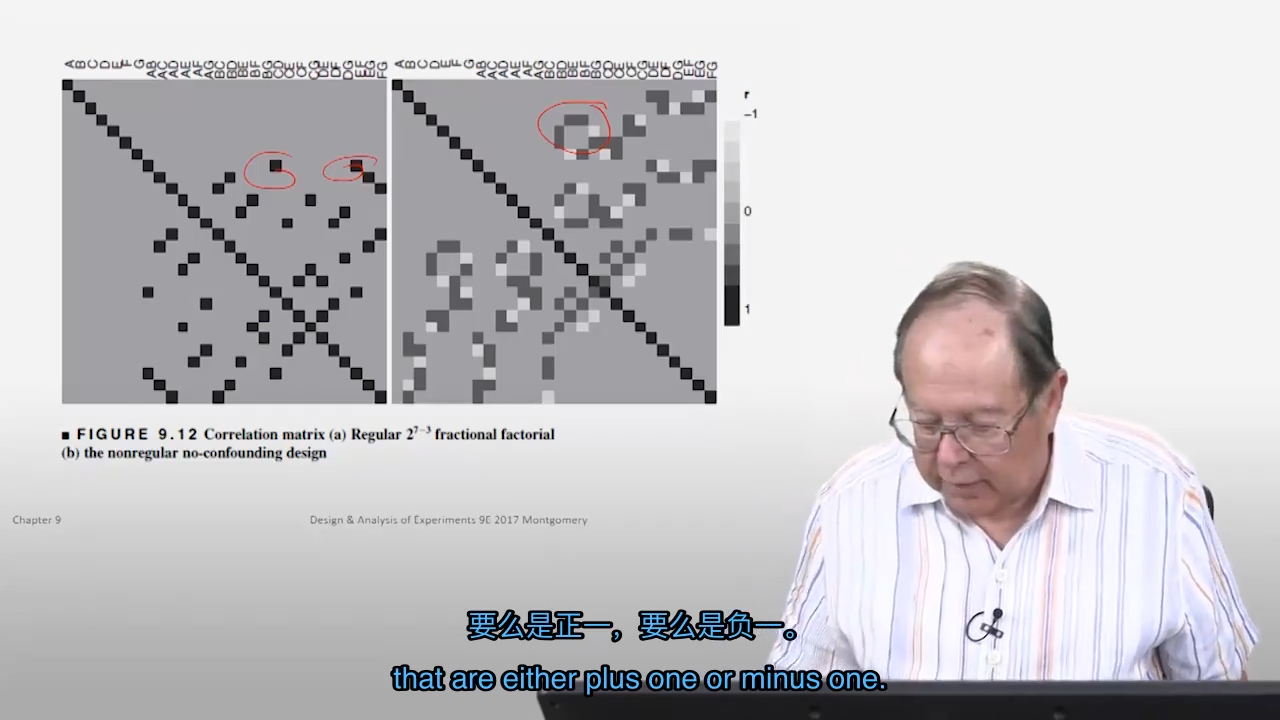 A B C D E F G AB AC AD AE AF AG BC BD BE BF BG CD CE CF CG DE DF DG EF EG FG
A B C D E F G AB AC AD AE AF AG BC BD BE BF BG CD CE CF CG DE DF DG EF EG FG
r
−1
0
1
■ FIGURE 9.12 Correlation matrix (a) Regular 2⁷⁻³ fractional factorial
(b) the nonregular no-confounding design
Chapter 9
Design & Analysis of Experiments 9E 2017 Montgomery
要么是正一，要么是负一。
that are either plus one or minus one.